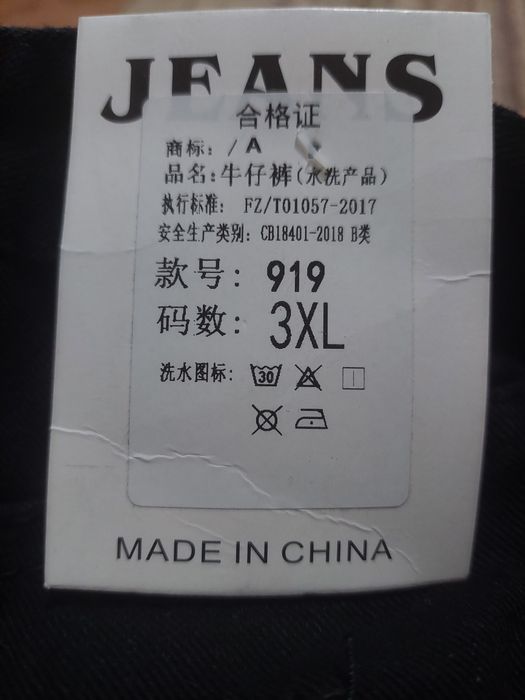 JEANS
合格证
商标: / A
品名: 牛仔裤 (水洗产品)
执行标准: FZ/T01057-2017
安全生产类别: CB18401-2018 B类
款号: 919
码数: 3XL
洗水图标: 30
MADE IN CHINA